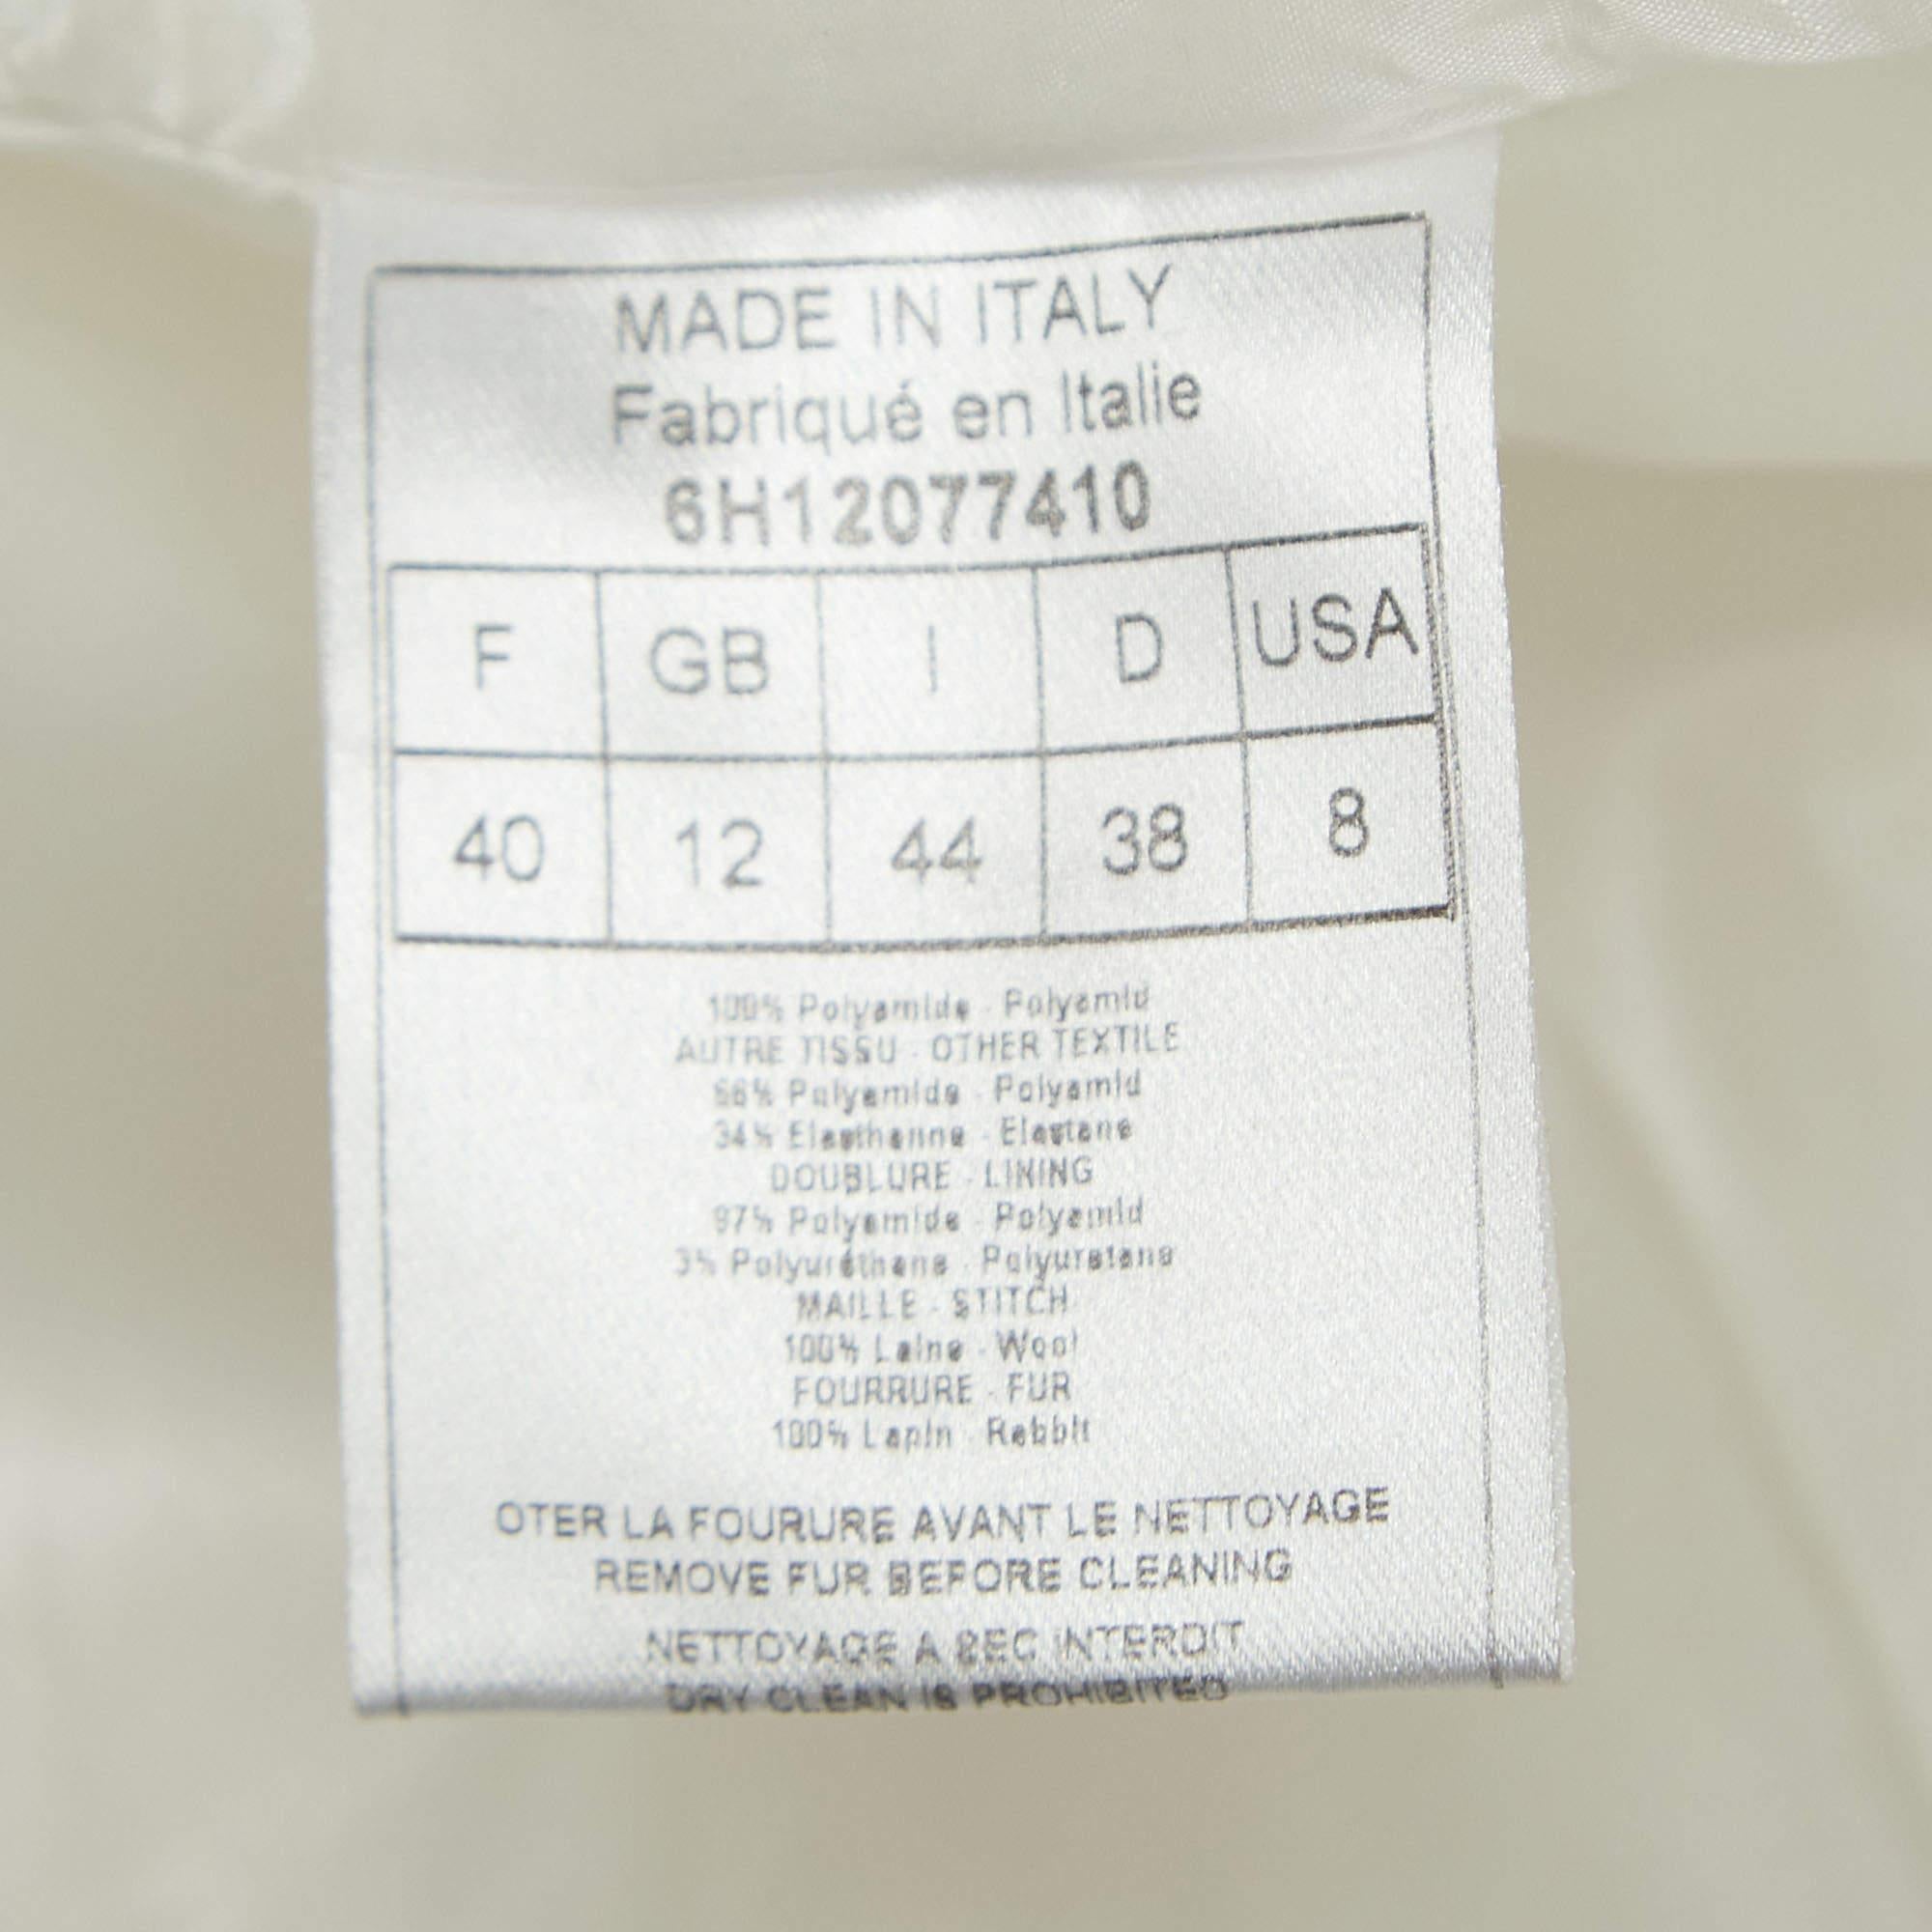 MADE IN ITALY
Fabriqué en Italie
6H12077410
F GB I D USA
40 12 44 38 8
100% Polyamide - Polyamid
AUTRE TISSU - OTHER TEXTILE
66% Polyamide - Polyamid
34% Elasthanne - Elastane
DOUBLURE - LINING
97% Polyamide - Polyamid
3% Polyuréthane - Polyuretane
MAILLE - STITCH
100% Laine - Wool
FOURRURE - FUR
100% Lapin - Rabbit
OTER LA FOURURE AVANT LE NETTOYAGE
REMOVE FUR BEFORE CLEANING
NETTOYAGE A SEC INTERDIT
DRY CLEAN IS PROHIBITED